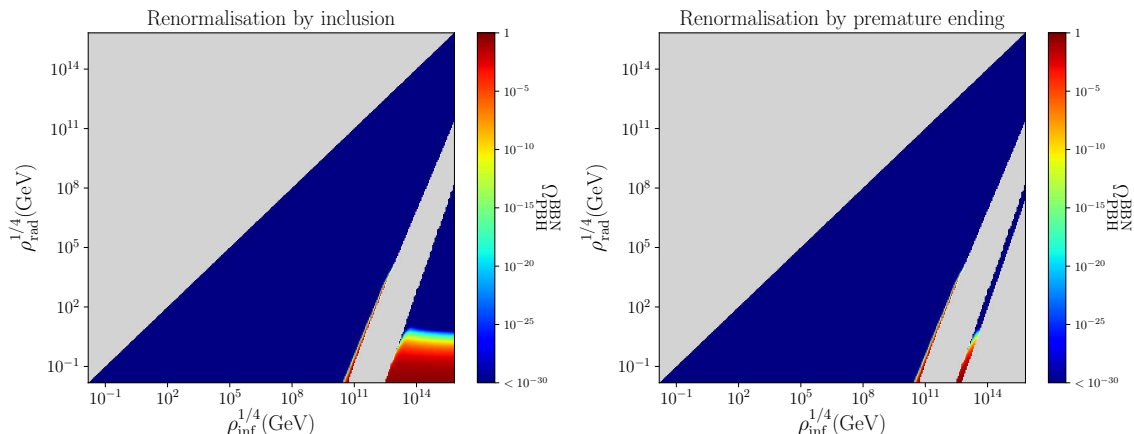 Renormalisation by inclusion
10^14
10^11
10^8
10^5
10^2
10^-1
ρ_rad^1/4 (GeV)
10^-1 10^2 10^5 10^8 10^11 10^14
ρ_inf^1/4 (GeV)
1
10^-5
10^-10
10^-15
10^-20
10^-25
< 10^-30
Ω_PBH^BBN
Renormalisation by premature ending
10^14
10^11
10^8
10^5
10^2
10^-1
ρ_rad^1/4 (GeV)
10^-1 10^2 10^5 10^8 10^11 10^14
ρ_inf^1/4 (GeV)
1
10^-5
10^-10
10^-15
10^-20
10^-25
< 10^-30
Ω_PBH^BBN